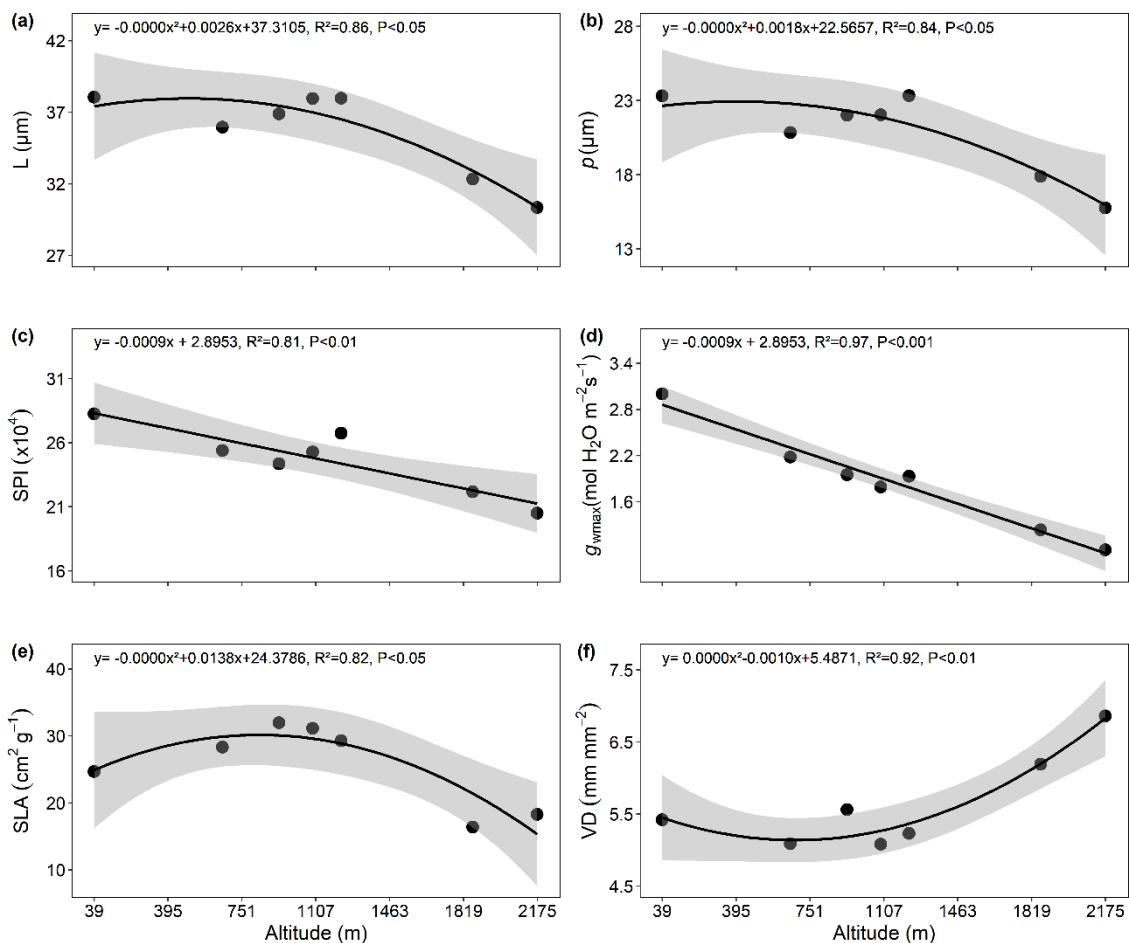 (a)
y= -0.0000x²+0.0026x+37.3105, R²=0.86, P<0.05
42
37
32
27
L (µm)
(b)
y= -0.0000x²+0.0018x+22.5657, R²=0.84, P<0.05
28
23
18
13
p(µm)
(c)
y= -0.0009x + 2.8953, R²=0.81, P<0.01
31
26
21
16
SPI (x10⁴)
(d)
y= -0.0009x + 2.8953, R²=0.97, P<0.001
3.4
2.8
2.2
1.6
gwmax(mol H₂O m⁻²s⁻¹)
(e)
y= -0.0000x²+0.0138x+24.3786, R²=0.82, P<0.05
40
30
20
10
SLA (cm² g⁻¹)
39 395 751 1107 1463 1819 2175
Altitude (m)
(f)
y= 0.0000x²-0.0010x+5.4871, R²=0.92, P<0.01
7.5
6.5
5.5
4.5
VD (mm mm⁻²)
39 395 751 1107 1463 1819 2175
Altitude (m)